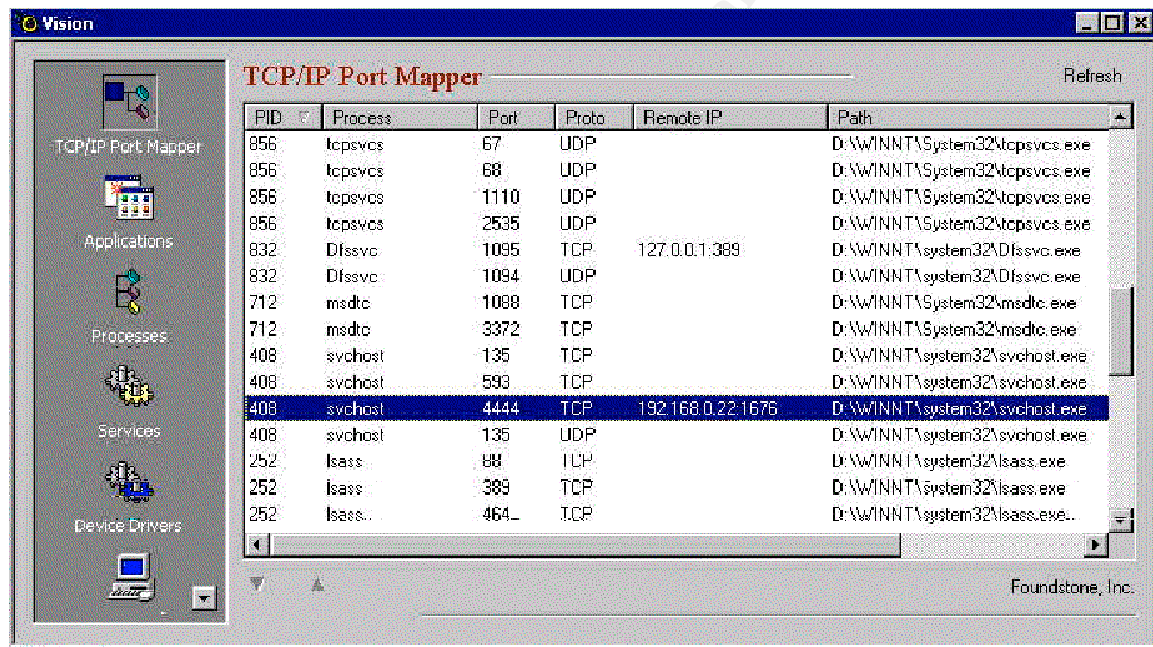 Vision
TCP/IP Port Mapper
Refresh
PID Process Port Proto Remote IP Path
856 tcpsvcs 67 UDP D:\WINNT\System32\tcpsvcs.exe
856 tcpsvcs 68 UDP D:\WINNT\System32\tcpsvcs.exe
856 tcpsvcs 1110 UDP D:\WINNT\System32\tcpsvcs.exe
856 tcpsvcs 2535 UDP D:\WINNT\System32\tcpsvcs.exe
832 Dfssvc 1095 TCP 127.0.0.1:389 D:\WINNT\system32\Dfssvc.exe
832 Dfssvc 1094 UDP D:\WINNT\system32\Dfssvc.exe
712 msdtc 1088 TCP D:\WINNT\System32\msdtc.exe
712 msdtc 3372 TCP D:\WINNT\System32\msdtc.exe
408 svchost 135 TCP D:\WINNT\system32\svchost.exe
408 svchost 593 TCP D:\WINNT\system32\svchost.exe
408 svchost 4444 TCP 192.168.0.22:1676 D:\WINNT\system32\svchost.exe
408 svchost 135 UDP D:\WINNT\system32\svchost.exe
252 lsass 88 TCP D:\WINNT\system32\lsass.exe
252 lsass 389 TCP D:\WINNT\system32\lsass.exe
252 lsass 464 TCP D:\WINNT\system32\lsass.exe
TCP/IP Port Mapper
Applications
Processes
Services
Device Drivers
Foundstone, Inc.